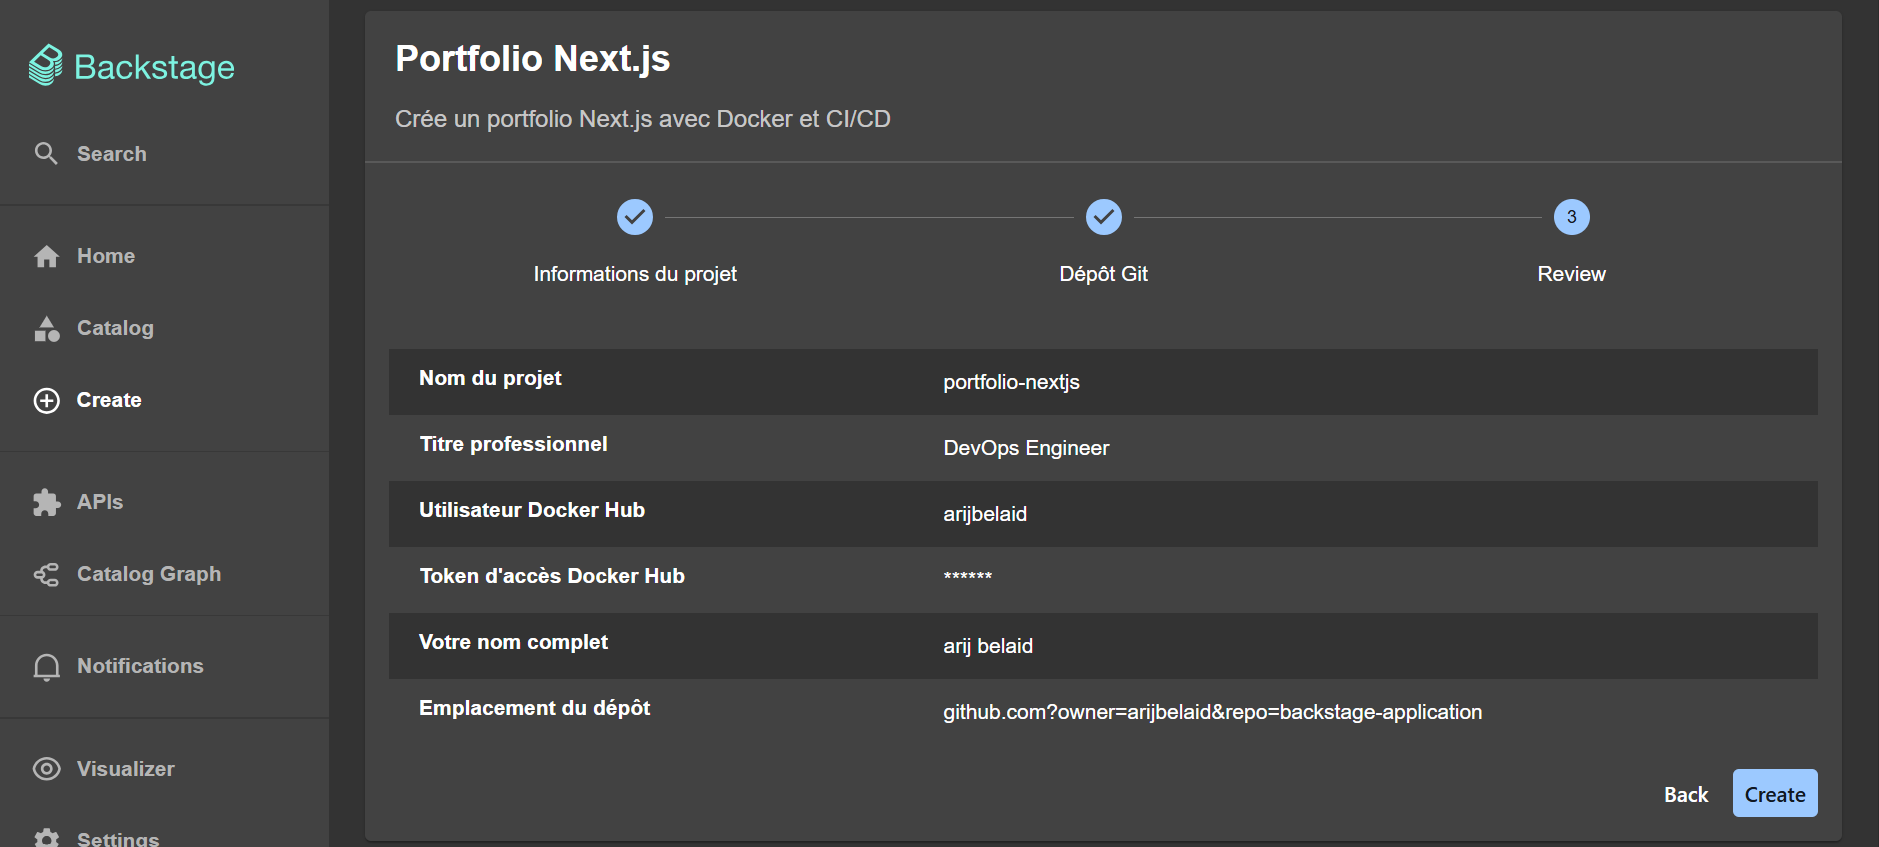 Backstage
Search
Home
Catalog
Create
APIs
Catalog Graph
Notifications
Visualizer
Settings
Portfolio Next.js
Crée un portfolio Next.js avec Docker et CI/CD
3
Informations du projet
Dépôt Git
Review
Nom du projet portfolio-nextjs
Titre professionnel DevOps Engineer
Utilisateur Docker Hub arijbelaid
Token d'accès Docker Hub ******
Votre nom complet arij belaid
Emplacement du dépôt github.com?owner=arijbelaid&repo=backstage-application
Back Create